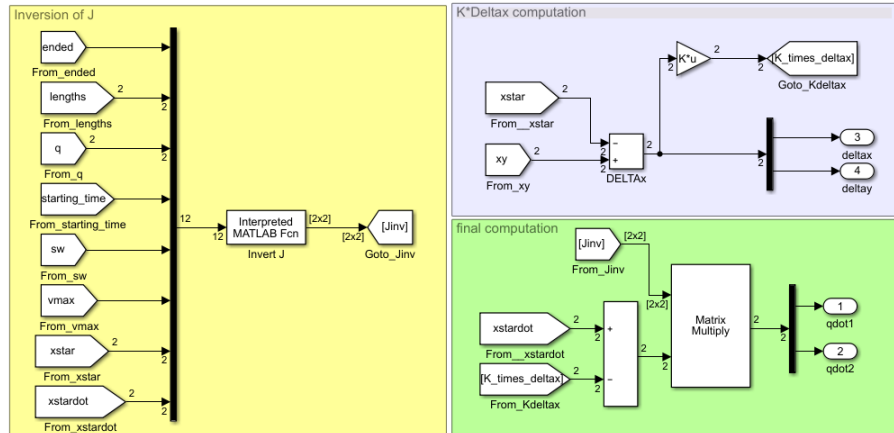 Inversion of J
ended
From_ended
lengths
2
2
From_lengths
q
2
2
From_q
starting_time
From_starting_time
sw
From_sw
vmax
From_vmax
xstar
2
2
From_xstar
xstardot
2
2
From_xstardot
12
12
Interpreted
MATLAB Fcn
Invert J
[2x2]
[2x2]
[Jinv]
Goto_Jinv
K*Deltax computation
K*u
2
2
2
[K_times_deltax]
Goto_Kdeltax
xstar
2
From__xstar
xy
2
From_xy
−
+
2
2
2
DELTAx
2
3
deltax
4
deltay
final computation
[Jinv]
[2x2]
From_Jinv
[2x2]
xstardot
2
2
From__xstardot
[K_times_deltax]
2
2
From_Kdeltax
+
−
2
2
Matrix
Multiply
2
2
1
qdot1
2
qdot2